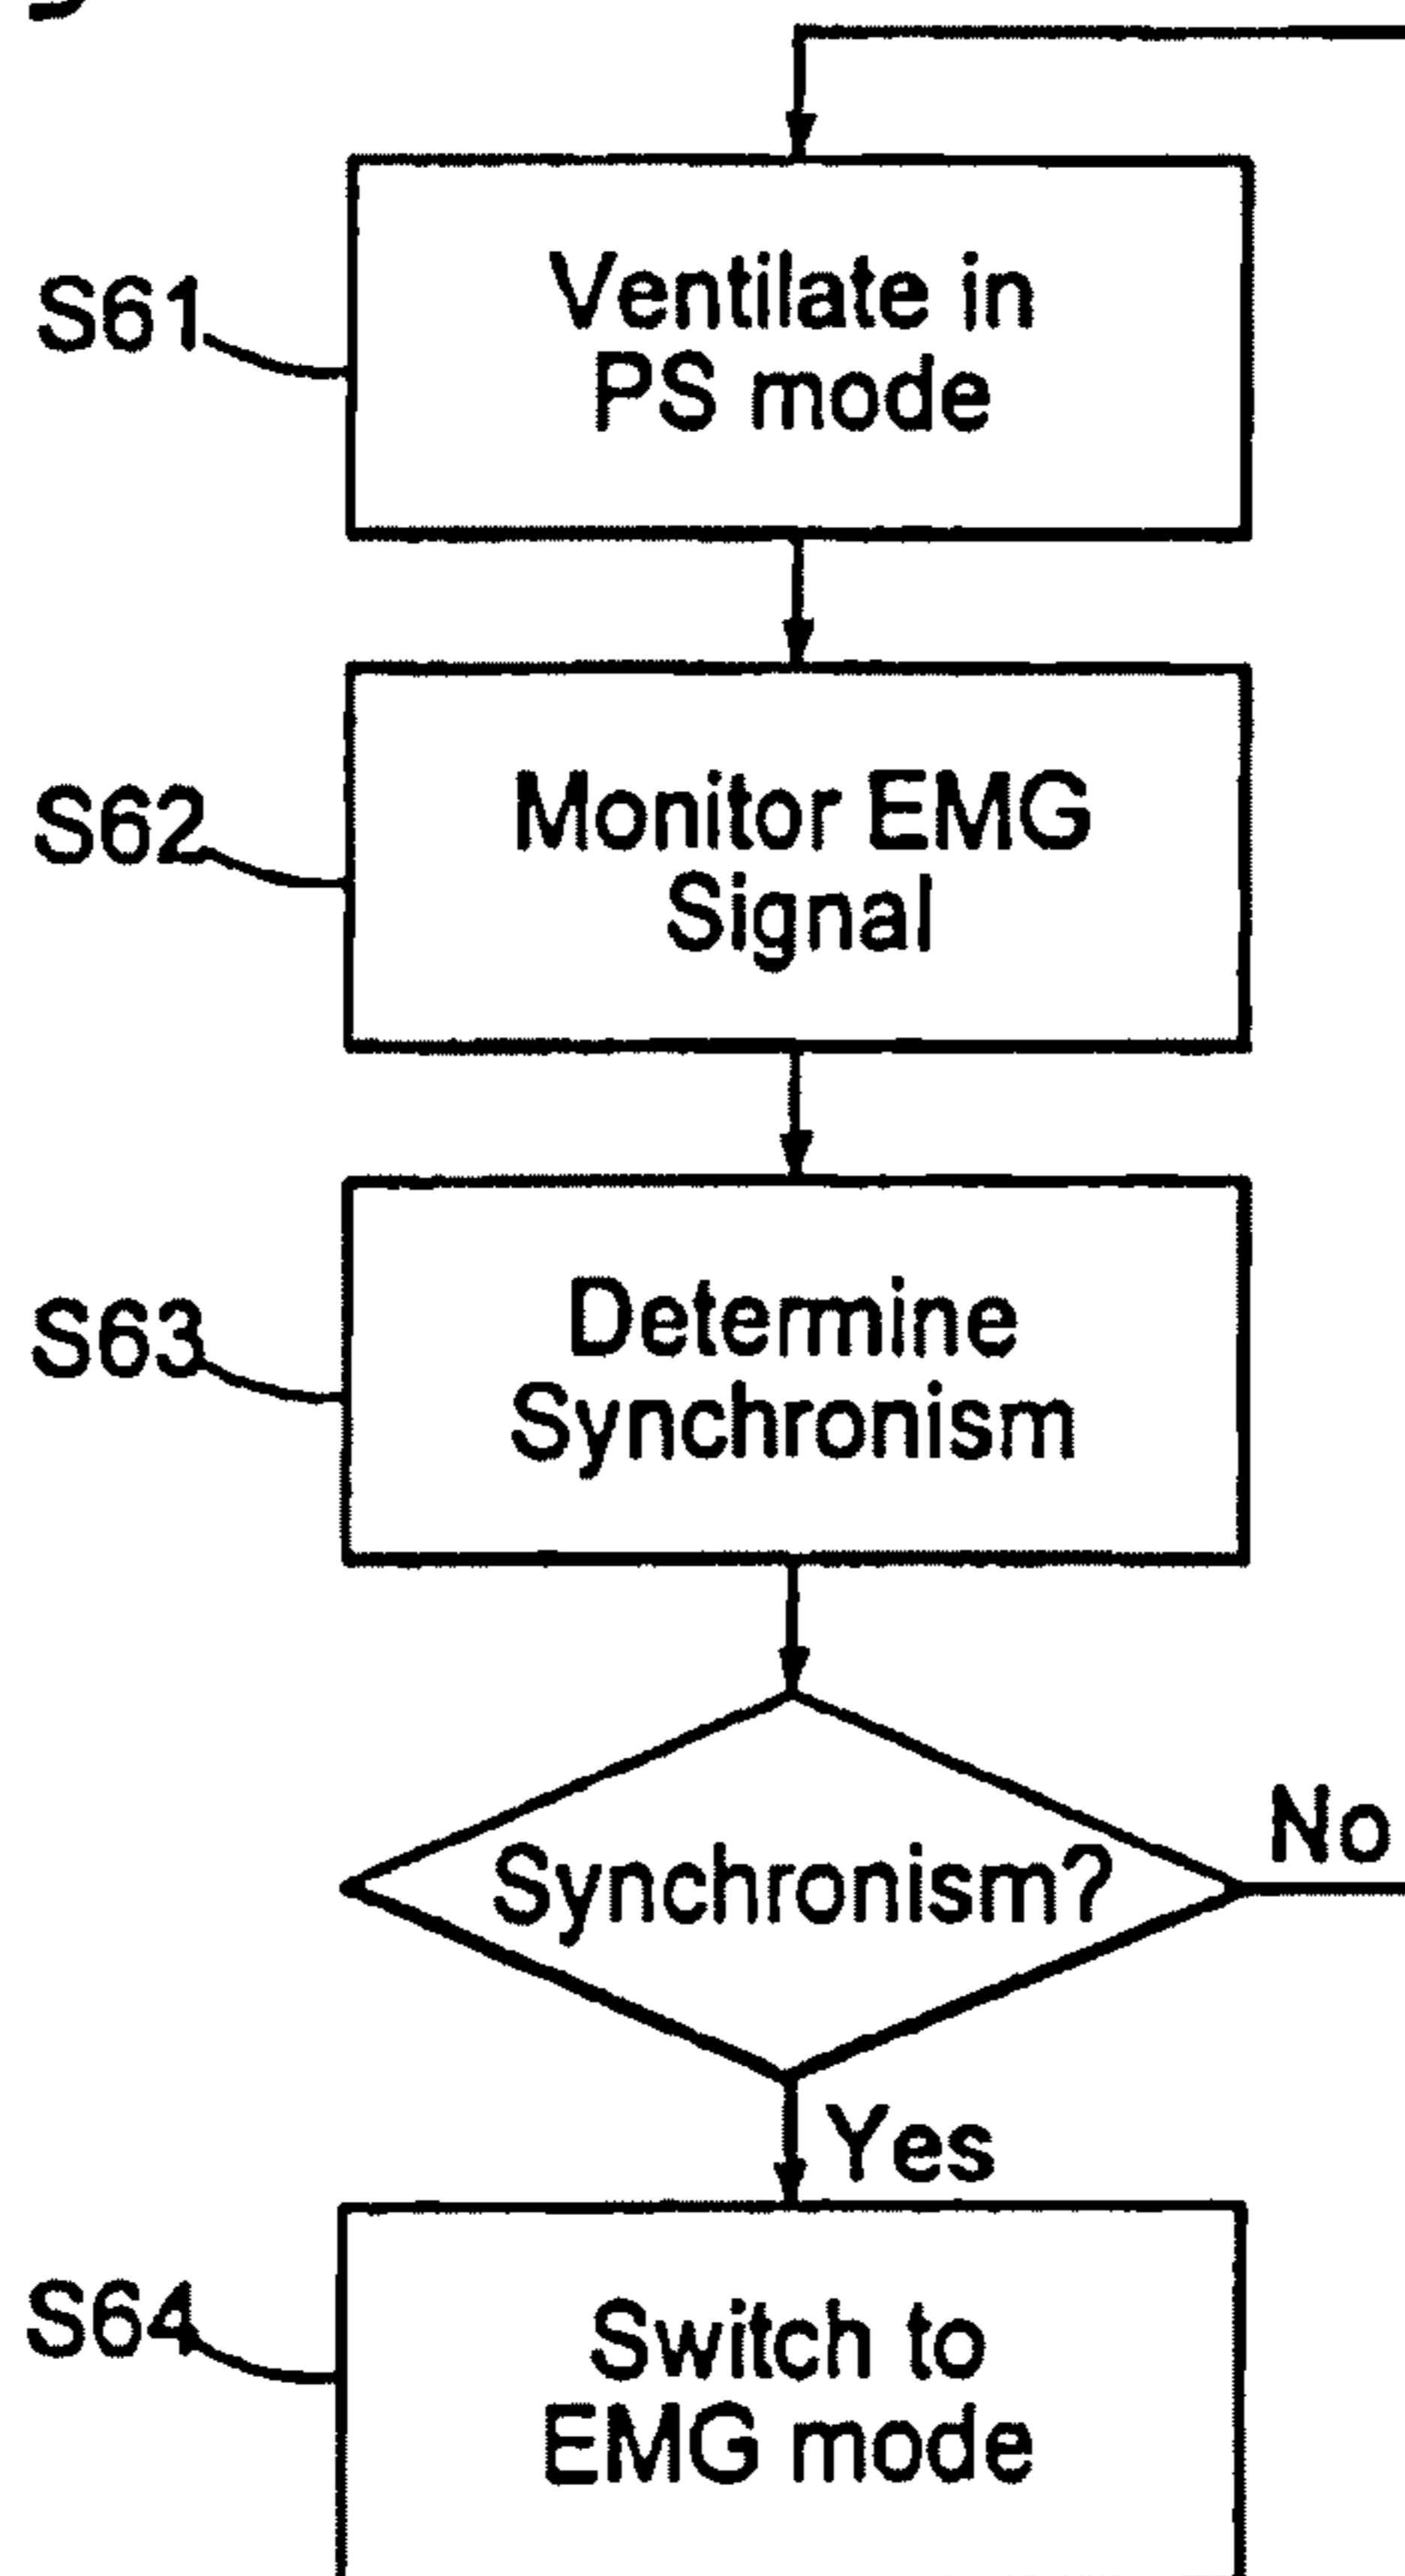 S61
Ventilate in
PS mode
S62
Monitor EMG
Signal
S63
Determine
Synchronism
Synchronism?
No
Yes
S64
Switch to
EMG mode